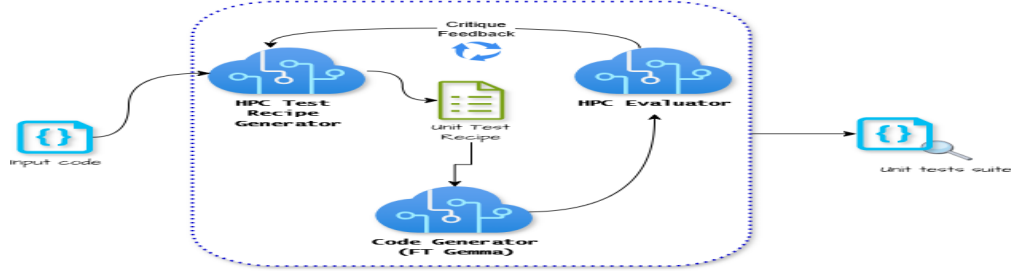 Critique
Feedback
HPC Test
Recipe
Generator
HPC Evaluator
{}
Input code
Unit Test
Recipe
{}
Unit tests suite
Code Generator
(FT Gemma)